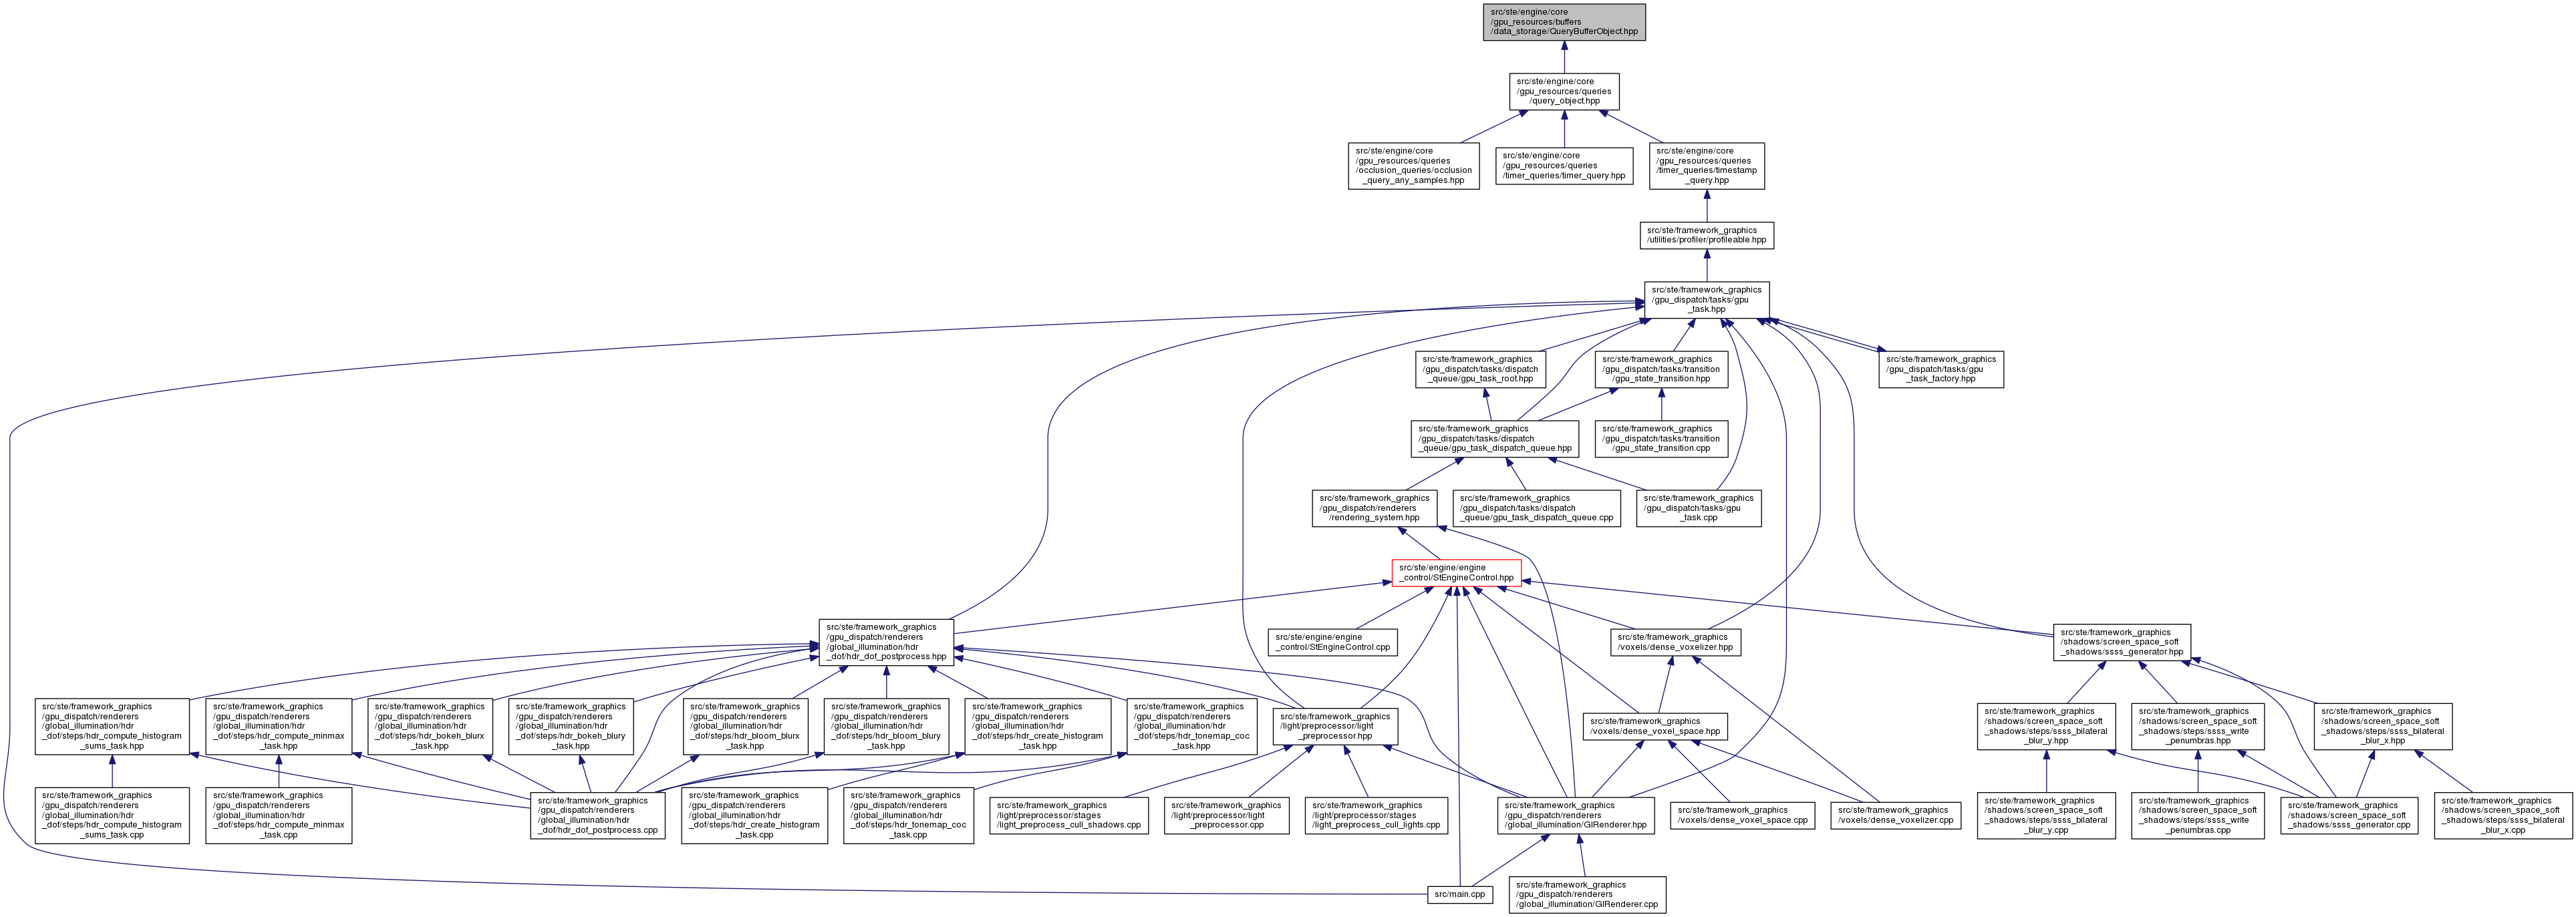 src/ste/engine/core
/gpu_resources/buffers
/data_storage/QueryBufferObject.hpp
src/ste/engine/core
/gpu_resources/queries
/query_object.hpp
src/ste/engine/core
/gpu_resources/queries
/occlusion_queries/occlusion
_query_any_samples.hpp
src/ste/engine/core
/gpu_resources/queries
/timer_queries/timer_query.hpp
src/ste/engine/core
/gpu_resources/queries
/timer_queries/timestamp
_query.hpp
src/ste/framework_graphics
/utilities/profiler/profileable.hpp
src/ste/framework_graphics
/gpu_dispatch/tasks/gpu
_task.hpp
src/ste/framework_graphics
/gpu_dispatch/tasks/dispatch
_queue/gpu_task_root.hpp
src/ste/framework_graphics
/gpu_dispatch/tasks/transition
/gpu_state_transition.hpp
src/ste/framework_graphics
/gpu_dispatch/tasks/gpu
_task_factory.hpp
src/ste/framework_graphics
/gpu_dispatch/tasks/dispatch
_queue/gpu_task_dispatch_queue.hpp
src/ste/framework_graphics
/gpu_dispatch/tasks/transition
/gpu_state_transition.cpp
src/ste/framework_graphics
/gpu_dispatch/renderers
/rendering_system.hpp
src/ste/framework_graphics
/gpu_dispatch/tasks/dispatch
_queue/gpu_task_dispatch_queue.cpp
src/ste/framework_graphics
/gpu_dispatch/tasks/gpu
_task.cpp
src/ste/engine/engine
_control/StEngineControl.hpp
src/ste/framework_graphics
/gpu_dispatch/renderers
/global_illumination/hdr
_dof/hdr_dof_postprocess.hpp
src/ste/engine/engine
_control/StEngineControl.cpp
src/ste/framework_graphics
/voxels/dense_voxelizer.hpp
src/ste/framework_graphics
/shadows/screen_space_soft
_shadows/ssss_generator.hpp
src/ste/framework_graphics
/gpu_dispatch/renderers
/global_illumination/hdr
_dof/steps/hdr_compute_histogram
_sums_task.hpp
src/ste/framework_graphics
/gpu_dispatch/renderers
/global_illumination/hdr
_dof/steps/hdr_compute_minmax
_task.hpp
src/ste/framework_graphics
/gpu_dispatch/renderers
/global_illumination/hdr
_dof/steps/hdr_bokeh_blurx
_task.hpp
src/ste/framework_graphics
/gpu_dispatch/renderers
/global_illumination/hdr
_dof/steps/hdr_bokeh_blury
_task.hpp
src/ste/framework_graphics
/gpu_dispatch/renderers
/global_illumination/hdr
_dof/steps/hdr_bloom_blurx
_task.hpp
src/ste/framework_graphics
/gpu_dispatch/renderers
/global_illumination/hdr
_dof/steps/hdr_bloom_blury
_task.hpp
src/ste/framework_graphics
/gpu_dispatch/renderers
/global_illumination/hdr
_dof/steps/hdr_create_histogram
_task.hpp
src/ste/framework_graphics
/gpu_dispatch/renderers
/global_illumination/hdr
_dof/steps/hdr_tonemap_coc
_task.hpp
src/ste/framework_graphics
/light/preprocessor/light
_preprocessor.hpp
src/ste/framework_graphics
/voxels/dense_voxel_space.hpp
src/ste/framework_graphics
/shadows/screen_space_soft
_shadows/steps/ssss_bilateral
_blur_y.hpp
src/ste/framework_graphics
/shadows/screen_space_soft
_shadows/steps/ssss_write
_penumbras.hpp
src/ste/framework_graphics
/shadows/screen_space_soft
_shadows/steps/ssss_bilateral
_blur_x.hpp
src/ste/framework_graphics
/gpu_dispatch/renderers
/global_illumination/hdr
_dof/steps/hdr_compute_histogram
_sums_task.cpp
src/ste/framework_graphics
/gpu_dispatch/renderers
/global_illumination/hdr
_dof/steps/hdr_compute_minmax
_task.cpp
src/ste/framework_graphics
/gpu_dispatch/renderers
/global_illumination/hdr
_dof/hdr_dof_postprocess.cpp
src/ste/framework_graphics
/gpu_dispatch/renderers
/global_illumination/hdr
_dof/steps/hdr_create_histogram
_task.cpp
src/ste/framework_graphics
/gpu_dispatch/renderers
/global_illumination/hdr
_dof/steps/hdr_tonemap_coc
_task.cpp
src/ste/framework_graphics
/light/preprocessor/stages
/light_preprocess_cull_shadows.cpp
src/ste/framework_graphics
/light/preprocessor/light
_preprocessor.cpp
src/ste/framework_graphics
/light/preprocessor/stages
/light_preprocess_cull_lights.cpp
src/ste/framework_graphics
/gpu_dispatch/renderers
/global_illumination/GIRenderer.hpp
src/ste/framework_graphics
/voxels/dense_voxel_space.cpp
src/ste/framework_graphics
/voxels/dense_voxelizer.cpp
src/ste/framework_graphics
/shadows/screen_space_soft
_shadows/steps/ssss_bilateral
_blur_y.cpp
src/ste/framework_graphics
/shadows/screen_space_soft
_shadows/steps/ssss_write
_penumbras.cpp
src/ste/framework_graphics
/shadows/screen_space_soft
_shadows/ssss_generator.cpp
src/ste/framework_graphics
/shadows/screen_space_soft
_shadows/steps/ssss_bilateral
_blur_x.cpp
src/main.cpp
src/ste/framework_graphics
/gpu_dispatch/renderers
/global_illumination/GIRenderer.cpp